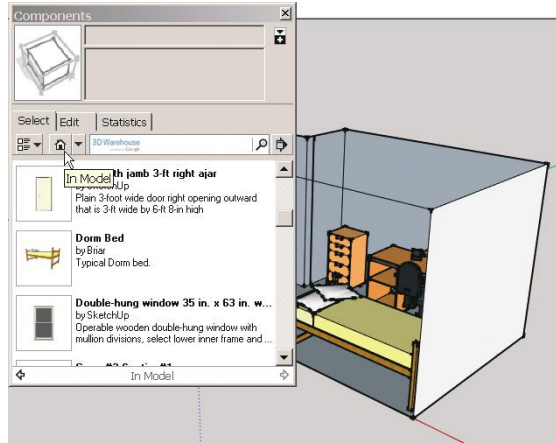 Components
Select
Edit
Statistics
3D Warehouse
Google
In Model
th jamb 3-ft right ajar
by SketchUp
Plain 3-foot wide door right opening outward
that is 3-ft wide by 6-ft 8-in high
Dorm Bed
by Briar
Typical Dorm bed.
Double-hung window 35 in. x 63 in. w...
by SketchUp
Operable wooden double-hung window with
mullion divisions, select lower inner frame and ...
In Model